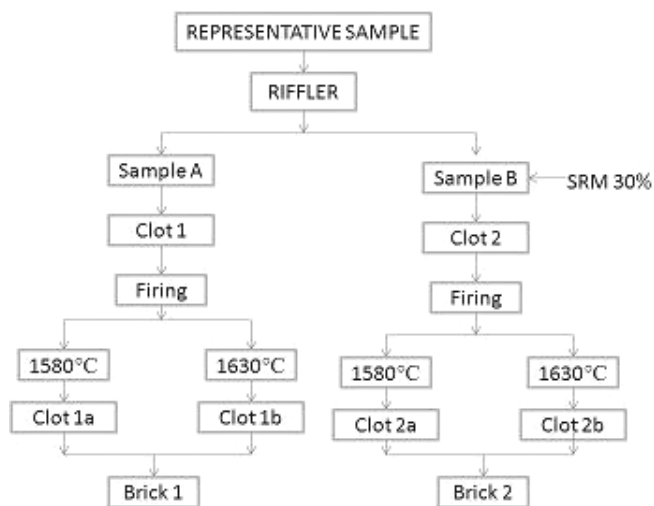 REPRESENTATIVE SAMPLE
RIFFLER
Sample A
Sample B
SRM 30%
Clot 1
Clot 2
Firing
Firing
1580°C
1630°C
1580°C
1630°C
Clot 1a
Clot 1b
Clot 2a
Clot 2b
Brick 1
Brick 2